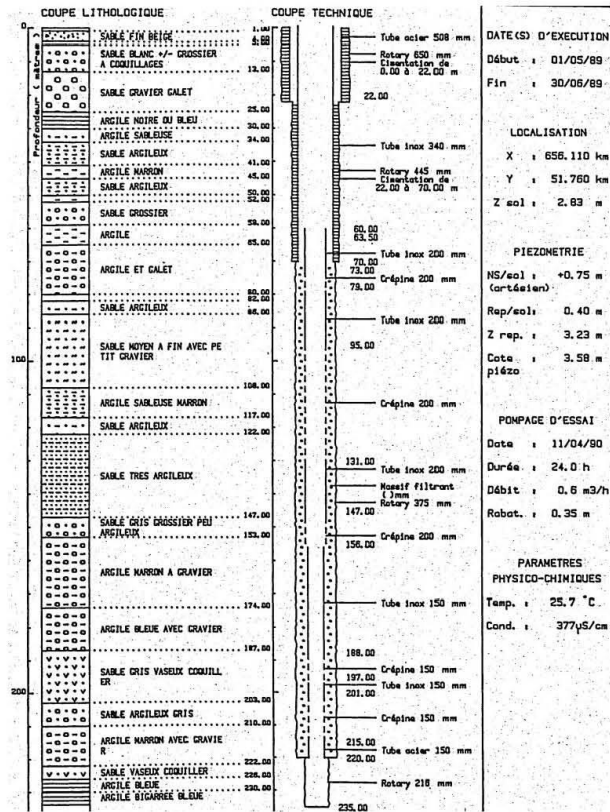 COUPE LITHOLOGIQUE
Profondeur ( mètres )
0
100
200
1.00
SABLE FIN BEIGE
SABLE BLANC +/- GROSSIER
A COQUILLAGES
13.00
SABLE GRAVIER GALET
25.00
ARGILE NOIRE OU BLEU
30.00
ARGILE SABLEUSE
34.00
SABLE ARGILEUX
41.00
ARGILE MARRON
45.00
SABLE ARGILEUX
50.00
52.00
SABLE GROSSIER
59.00
ARGILE
65.00
ARGILE ET GALET
80.00
82.00
SABLE ARGILEUX
86.00
SABLE MOYEN A FIN AVEC PE
TIT GRAVIER
108.00
ARGILE SABLEUSE MARRON
117.00
SABLE ARGILEUX
122.00
SABLE TRES ARGILEUX
147.00
SABLE GRIS GROSSIER PEU
ARGILEUX
153.00
ARGILE MARRON A GRAVIER
174.00
ARGILE BLEUE AVEC GRAVIER
187.00
SABLE GRIS VASEUX COQUILL
ER
203.00
SABLE ARGILEUX GRIS
210.00
ARGILE MARRON AVEC GRAVIE
R
222.00
SABLE VASEUX COQUILLER
226.00
ARGILE BLEUE
230.00
ARGILE BIGARREE BLEUE
COUPE TECHNIQUE
Tube acier 508 mm
Rotary 650 mm
Cimentation de
0.00 à 22.00 m
22.00
Tube inox 340 mm
Rotary 445 mm
Cimentation de
22.00 à 70.00 m
60.00
63.50
Tube inox 200 mm
70.00
73.00
Crépine 200 mm
79.00
Tube inox 200 mm
95.00
Crépine 200 mm
131.00
Tube inox 200 mm
Massif filtrant
( )mm
Rotary 375 mm
147.00
Crépine 200 mm
156.00
Tube inox 150 mm
188.00
Crépine 150 mm
197.00
Tube inox 150 mm
201.00
Crépine 150 mm
215.00
Tube acier 150 mm
220.00
Rotary 216 mm
235.00
DATE(S) D'EXECUTION
Début : 01/05/89
Fin : 30/06/89
LOCALISATION
X : 656.110 km
Y : 51.760 km
Z sol : 2.83 m
PIEZOMETRIE
NS/sol : +0.75 m
(artésien)
Rep/sol: 0.40 m
Z rep. : 3.23 m
Cote : 3.58 m
piézo
POMPAGE D'ESSAI
Date : 11/04/90
Durée : 24.0 h
Débit : 0.6 m3/h
Rabat. : 0.35 m
PARAMETRES
PHYSICO-CHIMIQUES
Temp. : 25.7 °C
Cond. : 377µS/cm